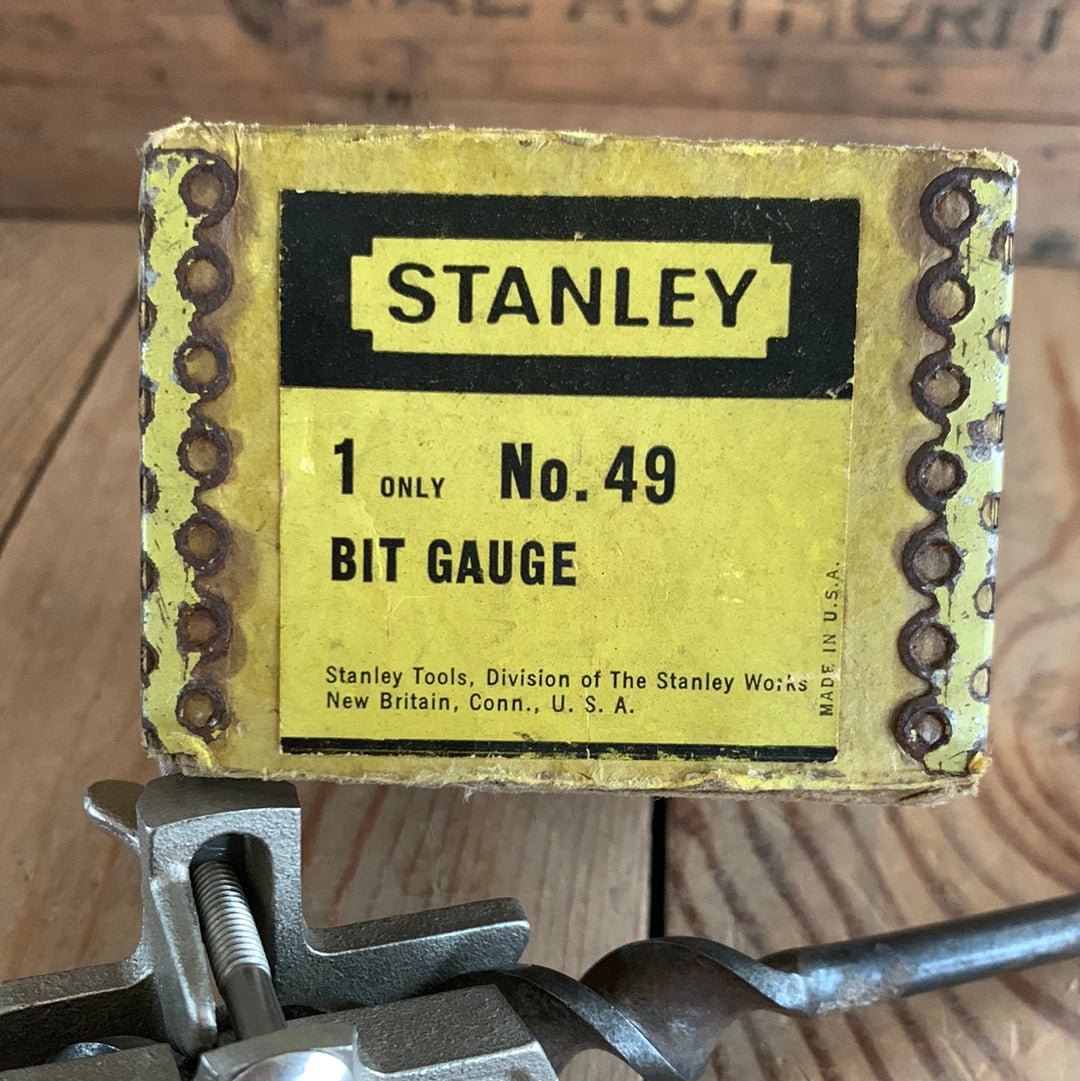 AUTHORIT
STANLEY
1 ONLY No. 49
BIT GAUGE
Stanley Tools, Division of The Stanley Works
New Britain, Conn., U. S. A.
MADE IN U.S.A.